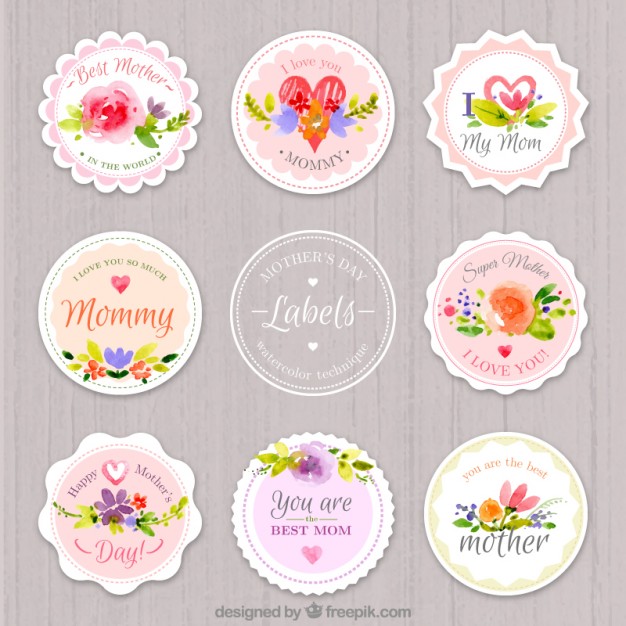 Best Mother
IN THE WORLD
I love you
MOMMY
I
My Mom
I LOVE YOU SO MUCH
Mommy
MOTHER'S DAY
Labels
watercolor technique
Super Mother
I LOVE YOU!
Happy Mother's
Day!
You are
the
BEST MOM
you are the best
mother
designed by freepik.com